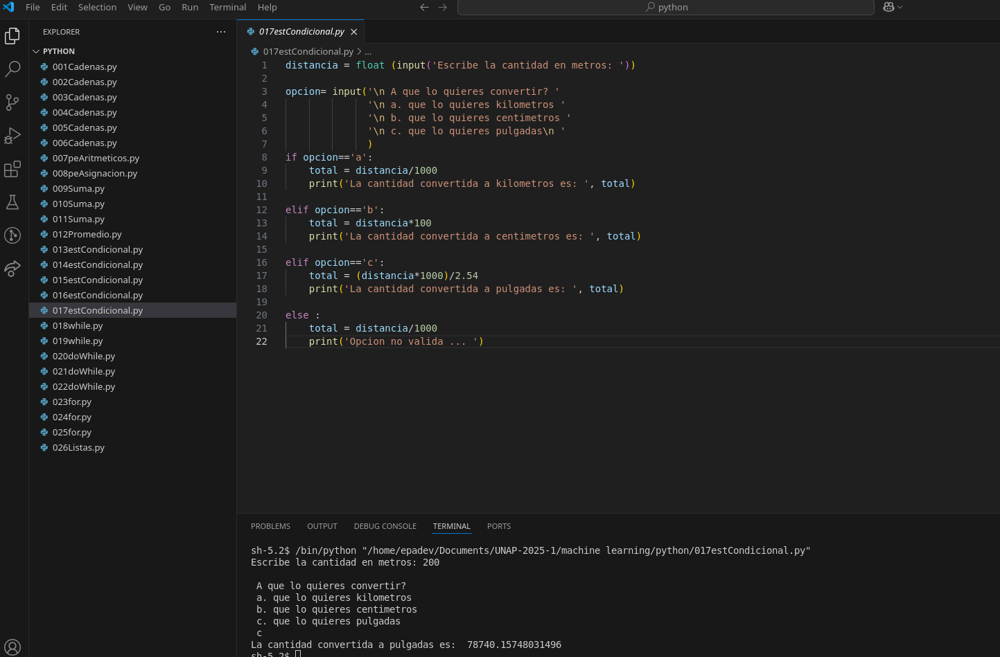 File Edit Selection View Go Run Terminal Help
python
EXPLORER
PYTHON
001Cadenas.py
002Cadenas.py
003Cadenas.py
004Cadenas.py
005Cadenas.py
006Cadenas.py
007peAritmeticos.py
008peAsignacion.py
009Suma.py
010Suma.py
011Suma.py
012Promedio.py
013estCondicional.py
014estCondicional.py
015estCondicional.py
016estCondicional.py
017estCondicional.py
018while.py
019while.py
020doWhile.py
021doWhile.py
022doWhile.py
023for.py
024for.py
025for.py
026Listas.py
017estCondicional.py
017estCondicional.py > ...
1 distancia = float (input('Escribe la cantidad en metros: '))
2
3 opcion= input('\n A que lo quieres convertir? '
4 '\n a. que lo quieres kilometros '
5 '\n b. que lo quieres centimetros '
6 '\n c. que lo quieres pulgadas\n '
7 )
8 if opcion=='a':
9 total = distancia/1000
10 print('La cantidad convertida a kilometros es: ', total)
11
12 elif opcion=='b':
13 total = distancia*100
14 print('La cantidad convertida a centimetros es: ', total)
15
16 elif opcion=='c':
17 total = (distancia*1000)/2.54
18 print('La cantidad convertida a pulgadas es: ', total)
19
20 else :
21 total = distancia/1000
22 print('Opcion no valida ... ')
PROBLEMS OUTPUT DEBUG CONSOLE TERMINAL PORTS
sh-5.2$ /bin/python "/home/epadev/Documents/UNAP-2025-1/machine learning/python/017estCondicional.py"
Escribe la cantidad en metros: 200
A que lo quieres convertir?
a. que lo quieres kilometros
b. que lo quieres centimetros
c. que lo quieres pulgadas
c
La cantidad convertida a pulgadas es:  78740.15748031496
sh-5.2$